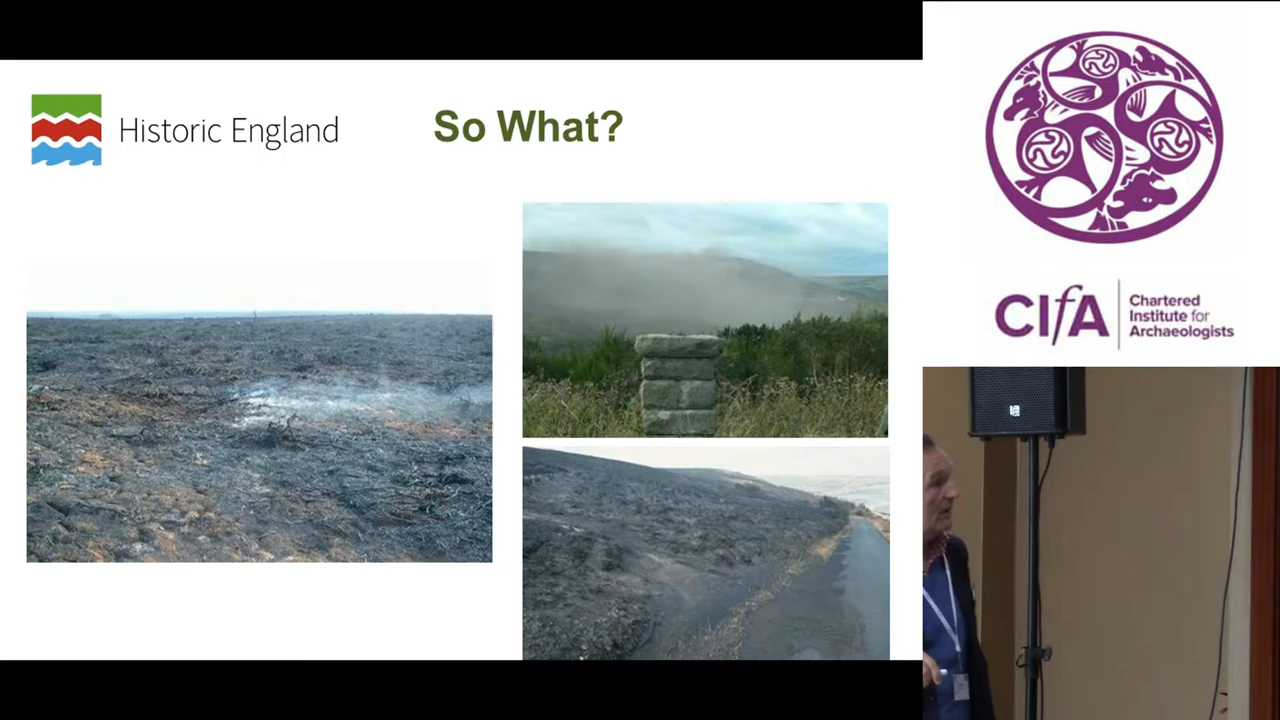 Historic England
So What?
CIfA
Chartered
Institute for
Archaeologists